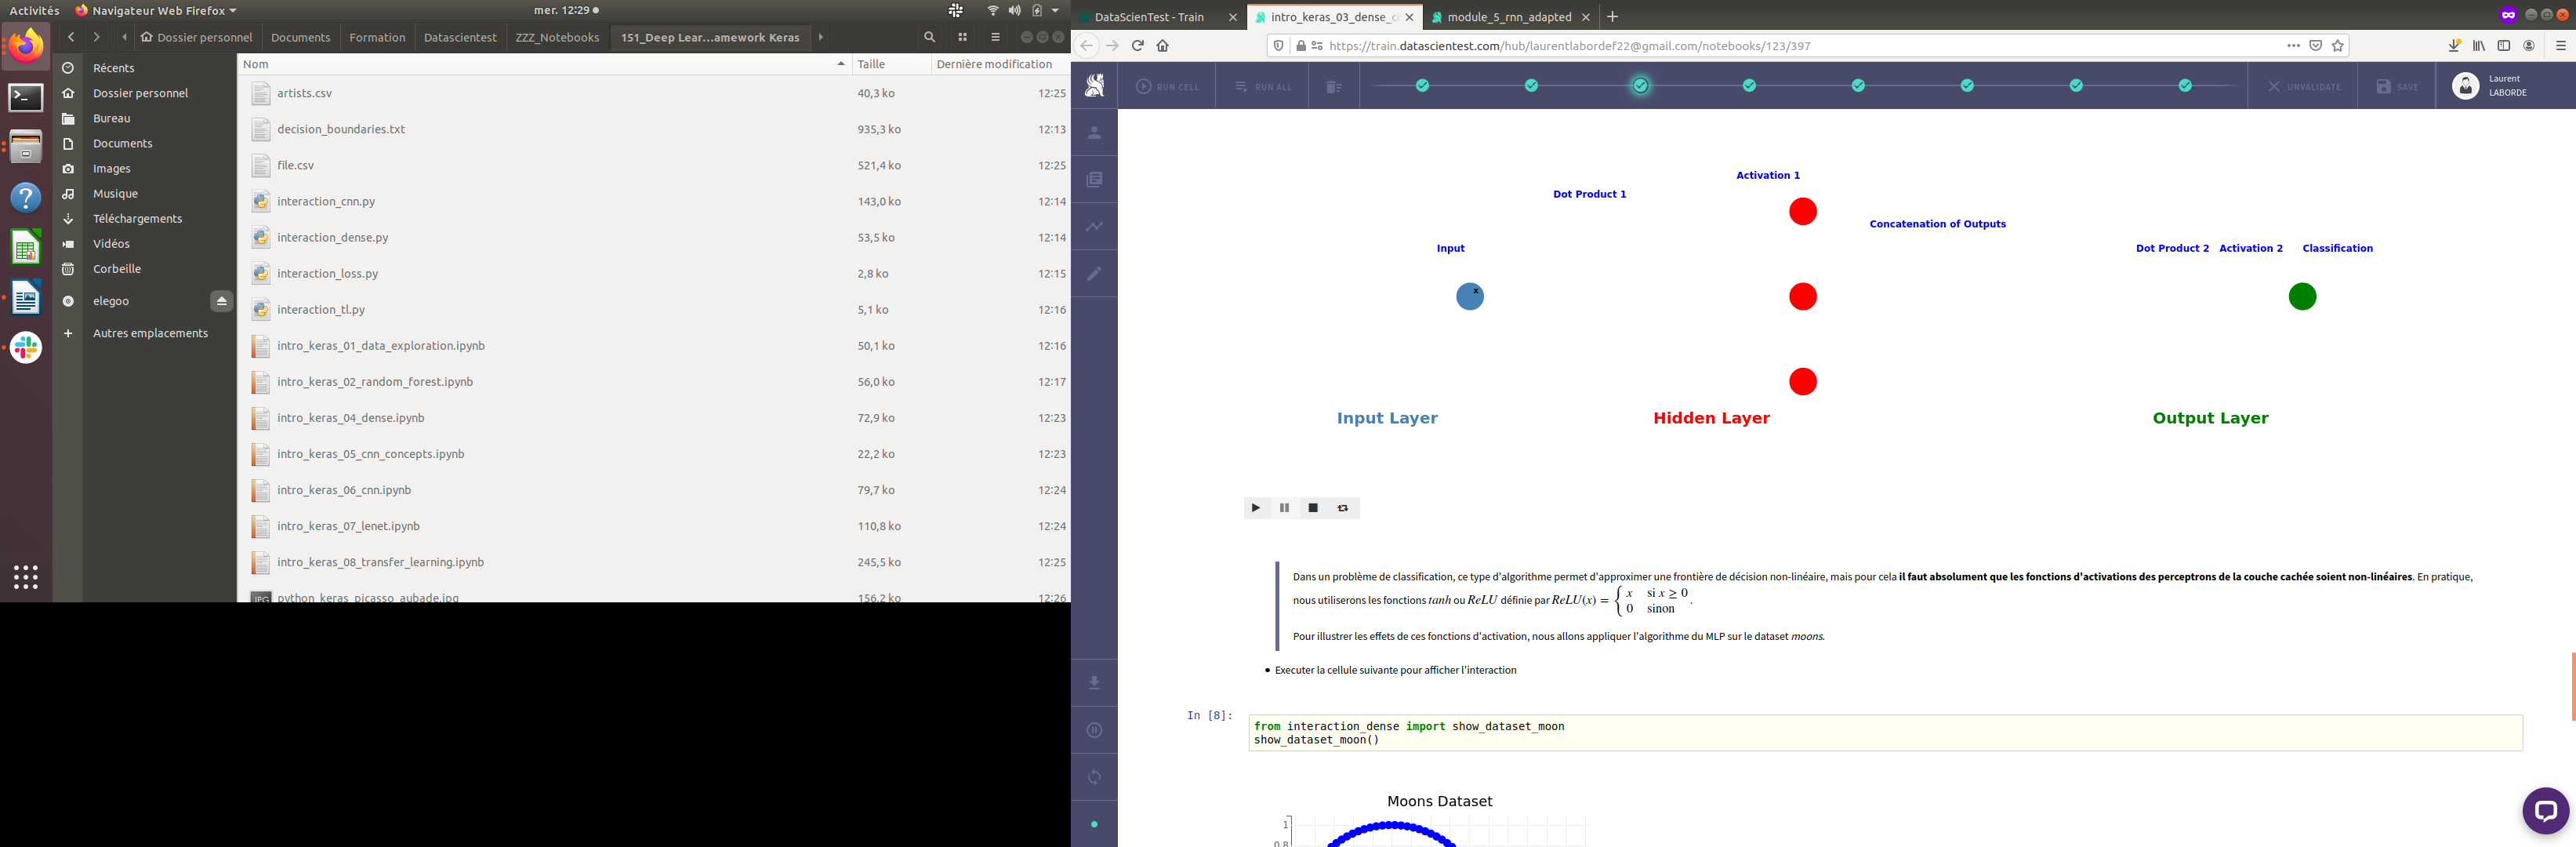 Activités
Navigateur Web Firefox
mer. 12:29
Dossier personnel
Documents
Formation
Datascientest
ZZZ_Notebooks
151_Deep Lear...amework Keras
Récents
Dossier personnel
Bureau
Documents
Images
Musique
Téléchargements
Vidéos
Corbeille
elegoo
Autres emplacements
Nom Taille Dernière modification
artists.csv 40,3 ko 12:25
decision_boundaries.txt 935,3 ko 12:13
file.csv 521,4 ko 12:25
interaction_cnn.py 143,0 ko 12:14
interaction_dense.py 53,5 ko 12:14
interaction_loss.py 2,8 ko 12:15
interaction_tl.py 5,1 ko 12:16
intro_keras_01_data_exploration.ipynb 50,1 ko 12:16
intro_keras_02_random_forest.ipynb 56,0 ko 12:17
intro_keras_04_dense.ipynb 72,9 ko 12:23
intro_keras_05_cnn_concepts.ipynb 22,2 ko 12:23
intro_keras_06_cnn.ipynb 79,7 ko 12:24
intro_keras_07_lenet.ipynb 110,8 ko 12:24
intro_keras_08_transfer_learning.ipynb 245,5 ko 12:25
python_keras_picasso_aubade.jpg 156,2 ko 12:26
DataScienTest - Train
intro_keras_03_dense_c
module_5_rnn_adapted
https://train.datascientest.com/hub/laurentlabordef22@gmail.com/notebooks/123/397
RUN CELL
RUN ALL
UNVALIDATE
SAVE
Laurent
LABORDE
Activation 1
Dot Product 1
Concatenation of Outputs
Input
Dot Product 2 Activation 2 Classification
x
Input Layer
Hidden Layer
Output Layer
Dans un problème de classification, ce type d'algorithme permet d'approximer une frontière de décision non-linéaire, mais pour cela il faut absolument que les fonctions d'activations des perceptrons de la couche cachée soient non-linéaires. En pratique,
nous utiliserons les fonctions tanh ou ReLU définie par ReLU(x) = { x si x ≥ 0
0 sinon .
Pour illustrer les effets de ces fonctions d'activation, nous allons appliquer l'algorithme du MLP sur le dataset moons.
• Executer la cellule suivante pour afficher l'interaction
In [8]:
from interaction_dense import show_dataset_moon
show_dataset_moon()
Moons Dataset
1
0.8